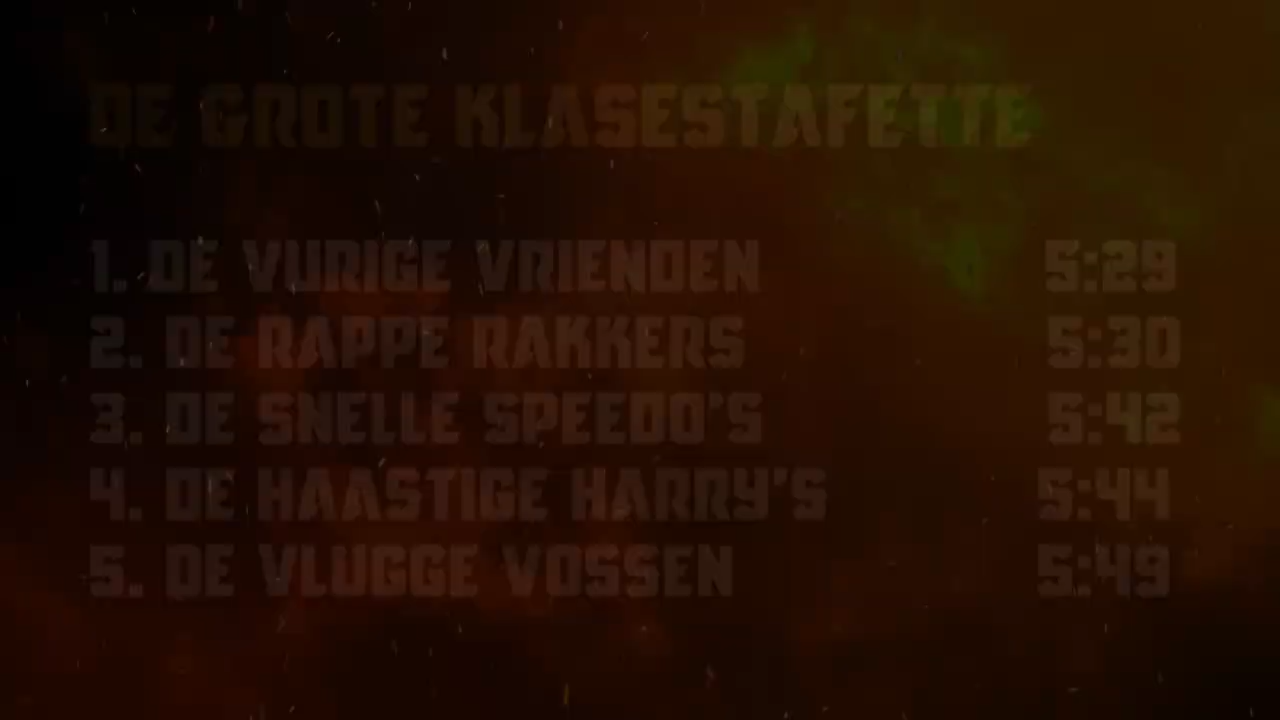 DE GROTE KLASESTAFETTE
1. DE VURIGE VRIENDEN 5:29
2. DE RAPPE RAKKERS 5:30
3. DE SNELLE SPEEDO'S 5:42
4. DE HAASTIGE HARRY'S 5:44
5. DE VLUGGE VOSSEN 5:49